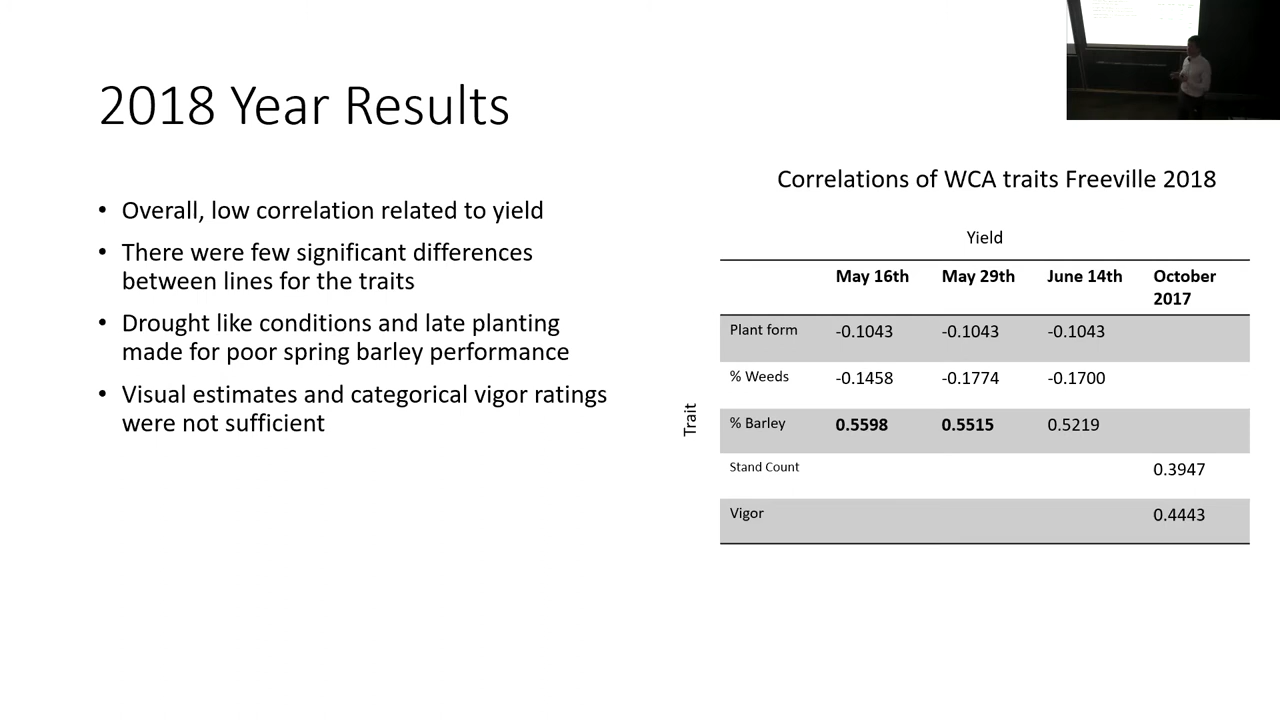 2018 Year Results
• Overall, low correlation related to yield
• There were few significant differences
between lines for the traits
• Drought like conditions and late planting
made for poor spring barley performance
• Visual estimates and categorical vigor ratings
were not sufficient
Correlations of WCA traits Freeville 2018
Yield
May 16th May 29th June 14th October
2017
Trait
Plant form -0.1043 -0.1043 -0.1043
% Weeds -0.1458 -0.1774 -0.1700
% Barley 0.5598 0.5515 0.5219
Stand Count 0.3947
Vigor 0.4443